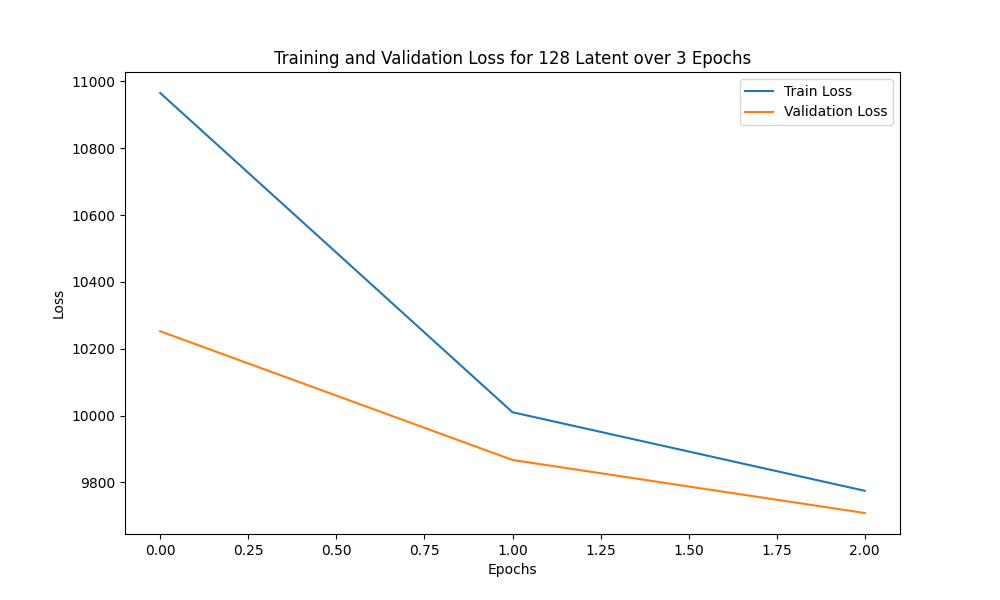 Training and Validation Loss for 128 Latent over 3 Epochs
Train Loss
Validation Loss
11000
10800
10600
10400
10200
10000
9800
Loss
0.00 0.25 0.50 0.75 1.00 1.25 1.50 1.75 2.00
Epochs